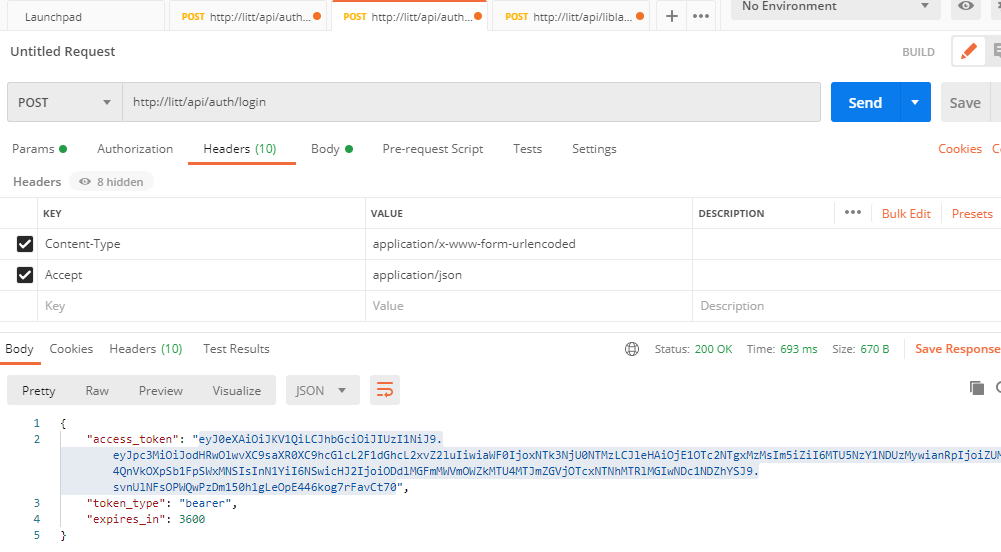 Launchpad
POST http://litt/api/auth...
POST http://litt/api/auth...
POST http://litt/api/libla...
No Environment
Untitled Request
BUILD
POST
http://litt/api/auth/login
Send
Save
Params
Authorization
Headers (10)
Body
Pre-request Script
Tests
Settings
Cookies
Headers
8 hidden
KEY VALUE DESCRIPTION
Bulk Edit
Presets
Content-Type application/x-www-form-urlencoded
Accept application/json
Key Value Description
Body Cookies Headers (10) Test Results
Status: 200 OK Time: 693 ms Size: 670 B Save Response
Pretty Raw Preview Visualize JSON
1 {
2 "access_token": "eyJ0eXAiOiJKV1QiLCJhbGciOiJIUzI1NiJ9.
3 "token_type": "bearer",
4 "expires_in": 3600
5 }